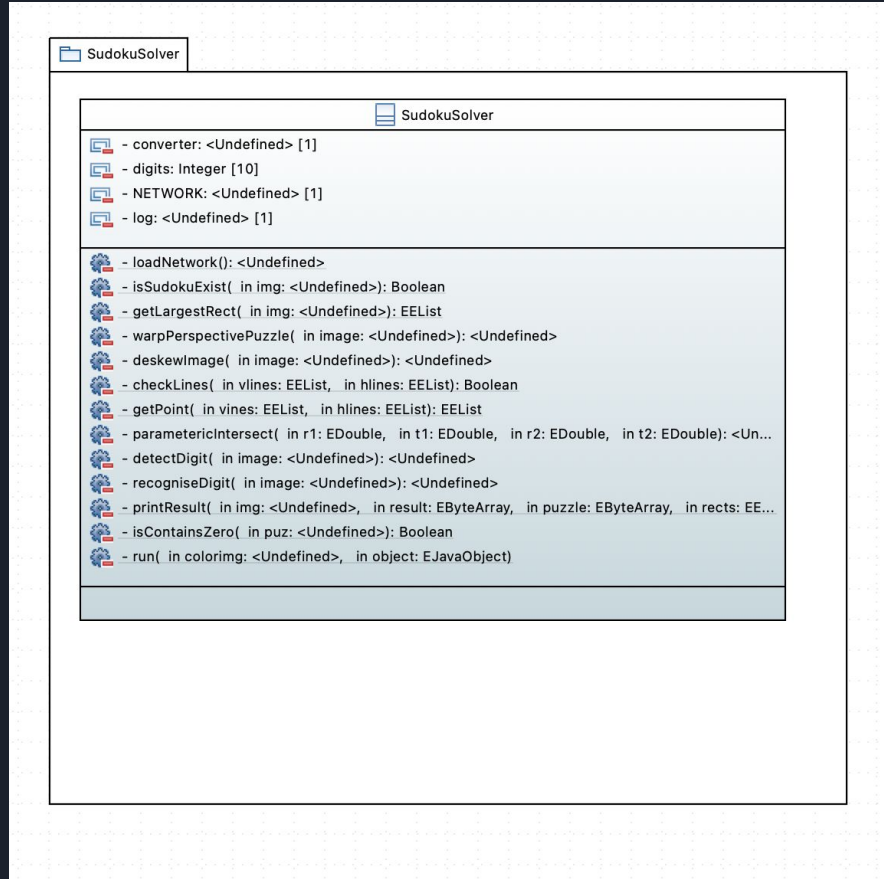 SudokuSolver
SudokuSolver
- converter: <Undefined> [1]
- digits: Integer [10]
- NETWORK: <Undefined> [1]
- log: <Undefined> [1]
- loadNetwork(): <Undefined>
- isSudokuExist( in img: <Undefined>): Boolean
- getLargestRect( in img: <Undefined>): EEList
- warpPerspectivePuzzle( in image: <Undefined>): <Undefined>
- deskewImage( in image: <Undefined>): <Undefined>
- checkLines( in vlines: EEList, in hlines: EEList): Boolean
- getPoint( in vines: EEList, in hlines: EEList): EEList
- parametericIntersect( in r1: EDouble, in t1: EDouble, in r2: EDouble, in t2: EDouble): <Un...
- detectDigit( in image: <Undefined>): <Undefined>
- recogniseDigit( in image: <Undefined>): <Undefined>
- printResult( in img: <Undefined>, in result: EByteArray, in puzzle: EByteArray, in rects: EE...
- isContainsZero( in puz: <Undefined>): Boolean
- run( in colorimg: <Undefined>, in object: EJavaObject)